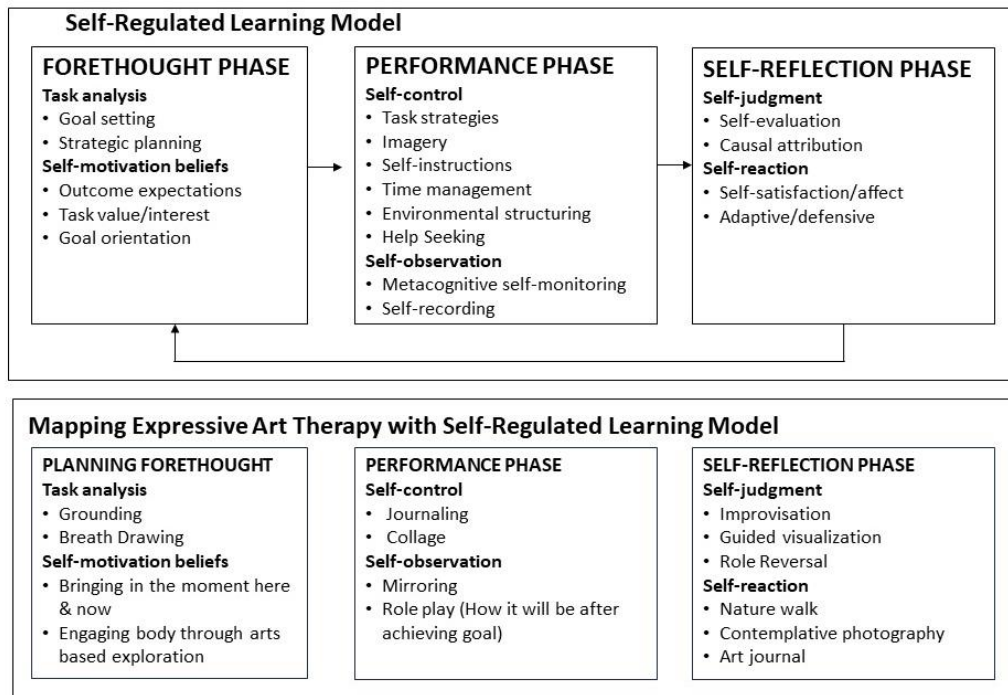 Self-Regulated Learning Model
FORETHOUGHT PHASE
Task analysis
• Goal setting
• Strategic planning
Self-motivation beliefs
• Outcome expectations
• Task value/interest
• Goal orientation
PERFORMANCE PHASE
Self-control
• Task strategies
• Imagery
• Self-instructions
• Time management
• Environmental structuring
• Help Seeking
Self-observation
• Metacognitive self-monitoring
• Self-recording
SELF-REFLECTION PHASE
Self-judgment
• Self-evaluation
• Causal attribution
Self-reaction
• Self-satisfaction/affect
• Adaptive/defensive
Mapping Expressive Art Therapy with Self-Regulated Learning Model
PLANNING FORETHOUGHT
Task analysis
• Grounding
• Breath Drawing
Self-motivation beliefs
• Bringing in the moment here
& now
• Engaging body through arts
based exploration
PERFORMANCE PHASE
Self-control
• Journaling
• Collage
Self-observation
• Mirroring
• Role play (How it will be after
achieving goal)
SELF-REFLECTION PHASE
Self-judgment
• Improvisation
• Guided visualization
• Role Reversal
Self-reaction
• Nature walk
• Contemplative photography
• Art journal